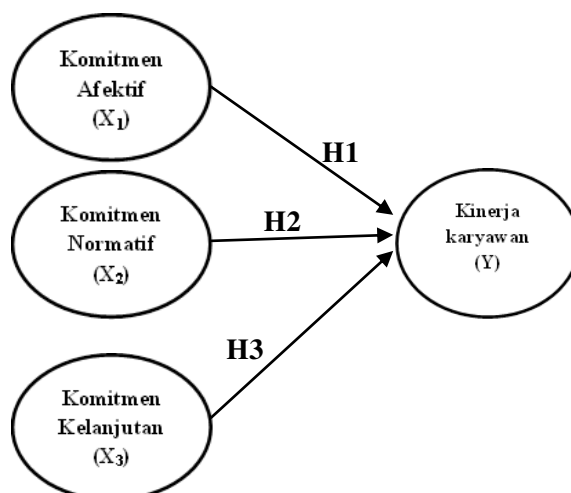 Komitmen
Afektif
(X1)
H1
Komitmen
Normatif
(X2)
H2
Kinerja
karyawan
(Y)
H3
Komitmen
Kelanjutan
(X3)